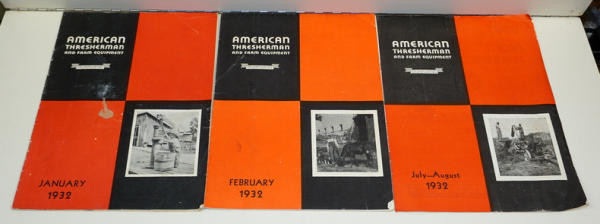 AMERICAN
THRESHERMAN
AND FARM EQUIPMENT
JANUARY
1932
AMERICAN
THRESHERMAN
AND FARM EQUIPMENT
FEBRUARY
1932
AMERICAN
THRESHERMAN
AND FARM EQUIPMENT
July—August
1932